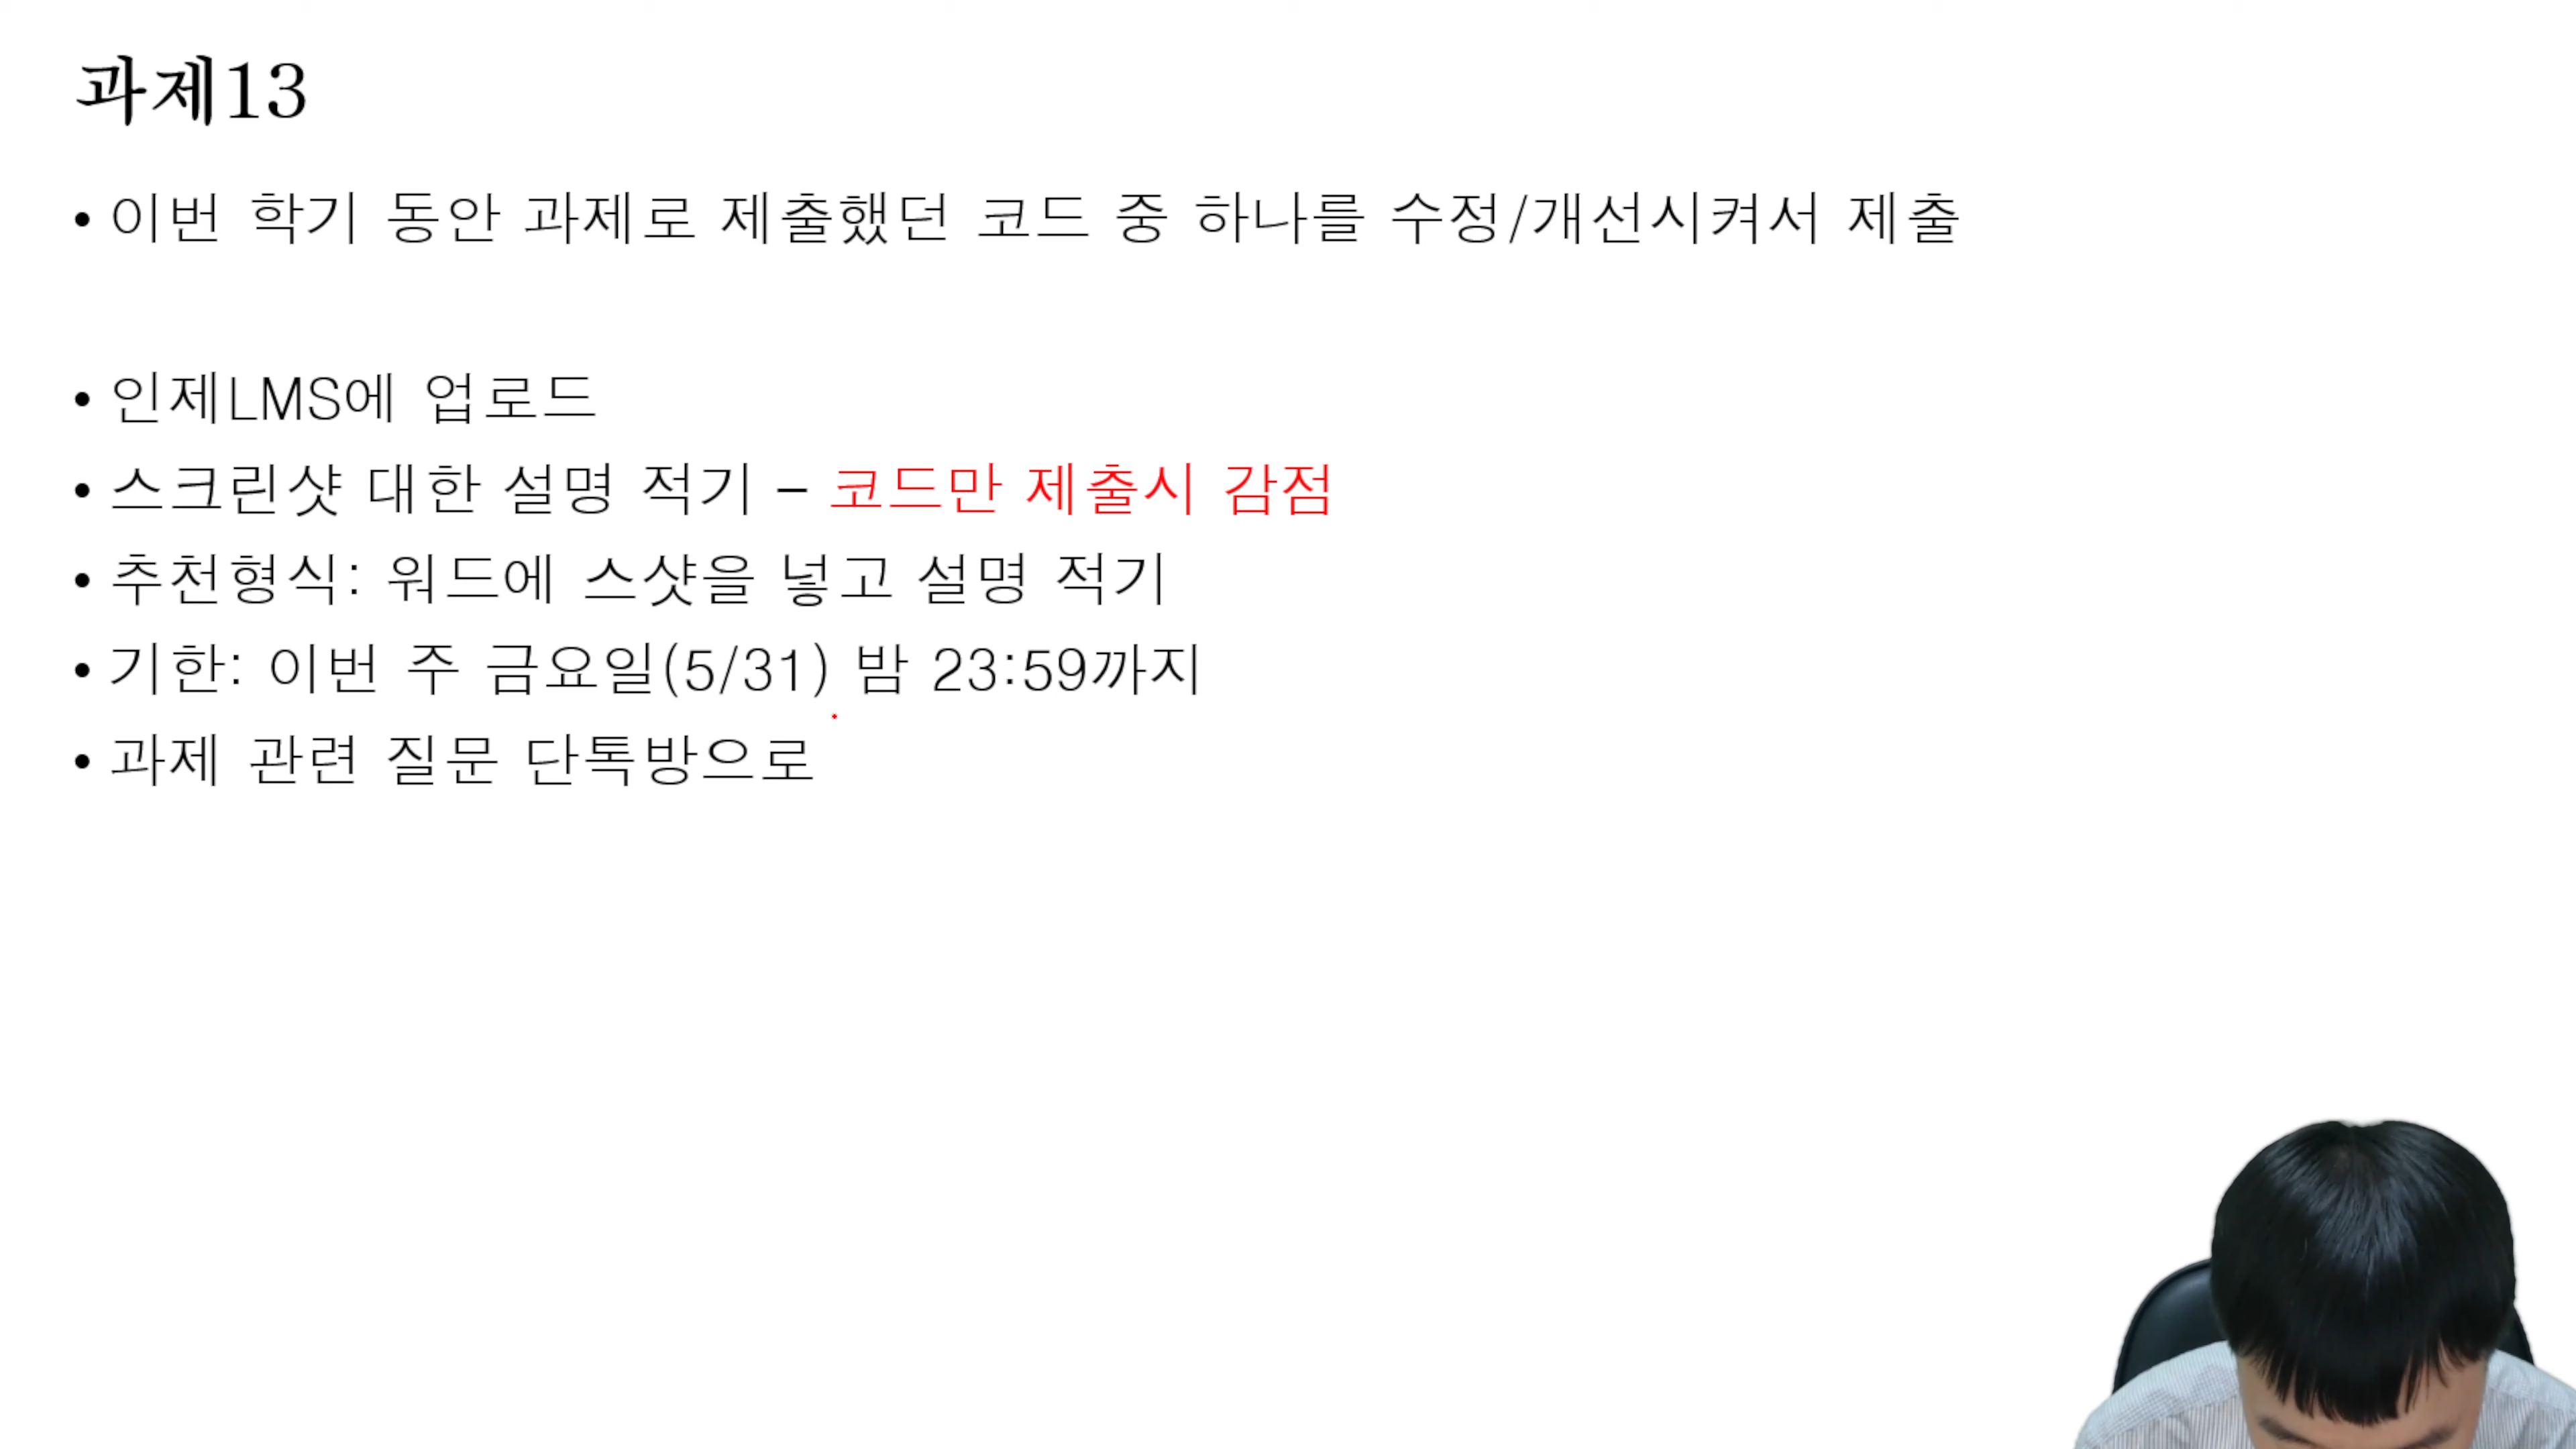 과제13
• 이번 학기 동안 과제로 제출했던 코드 중 하나를 수정/개선시켜서 제출
• 인제LMS에 업로드
• 스크린샷 대한 설명 적기 – 코드만 제출시 감점
• 추천형식: 워드에 스샷을 넣고 설명 적기
• 기한: 이번 주 금요일(5/31) 밤 23:59까지
• 과제 관련 질문 단톡방으로